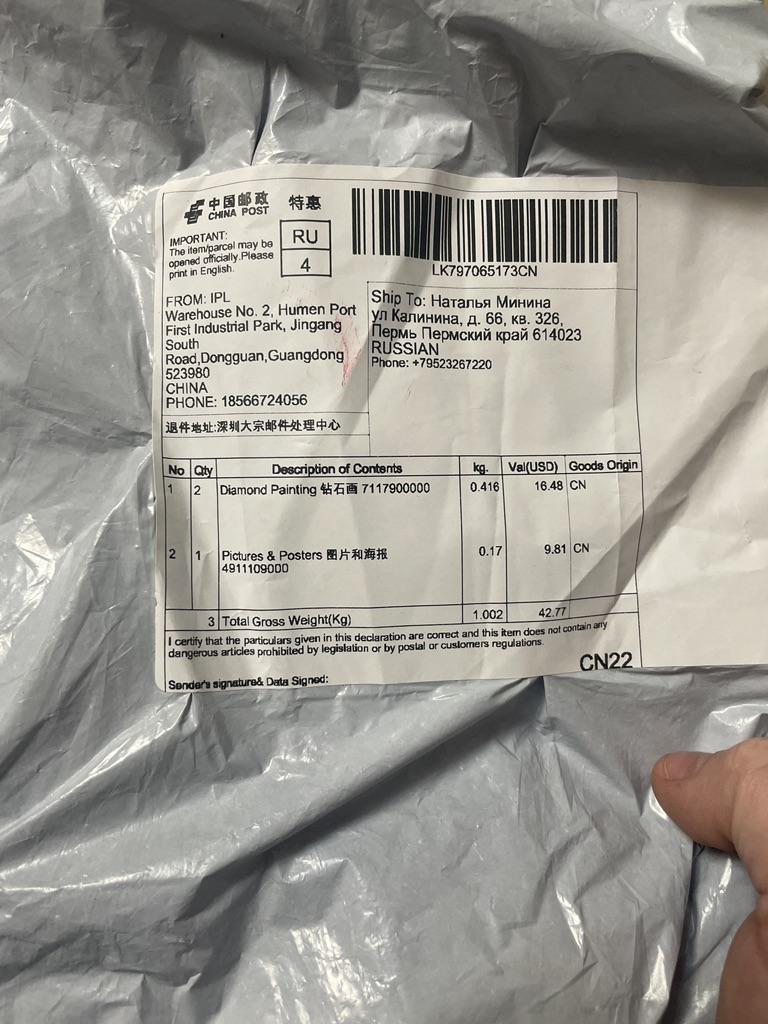 中国邮政
CHINA POST
特惠
IMPORTANT:
The item/parcel may be
opened officially.Please
print in English.
RU
4
LK797065173CN
FROM: IPL
Warehouse No. 2, Humen Port
First Industrial Park, Jingang
South
Road,Dongguan,Guangdong
523980
CHINA
PHONE: 18566724056
退件地址:深圳大宗邮件处理中心
Ship To: Наталья Минина
ул Калинина, д. 66, кв. 326,
Пермь Пермский край 614023
RUSSIAN
Phone: +79523267220
No Qty Description of Contents kg. Val(USD) Goods Origin
1 2 Diamond Painting 钻石画 7117900000 0.416 16.48 CN
2 1 Pictures & Posters 图片和海报 0.17 9.81 CN
4911109000
3 Total Gross Weight(Kg) 1.002 42.77
I certify that the particulars given in this declaration are correct and this item does not contain any
dangerous articles prohibited by legislation or by postal or customers regulations.
CN22
Sender's signature& Data Signed: